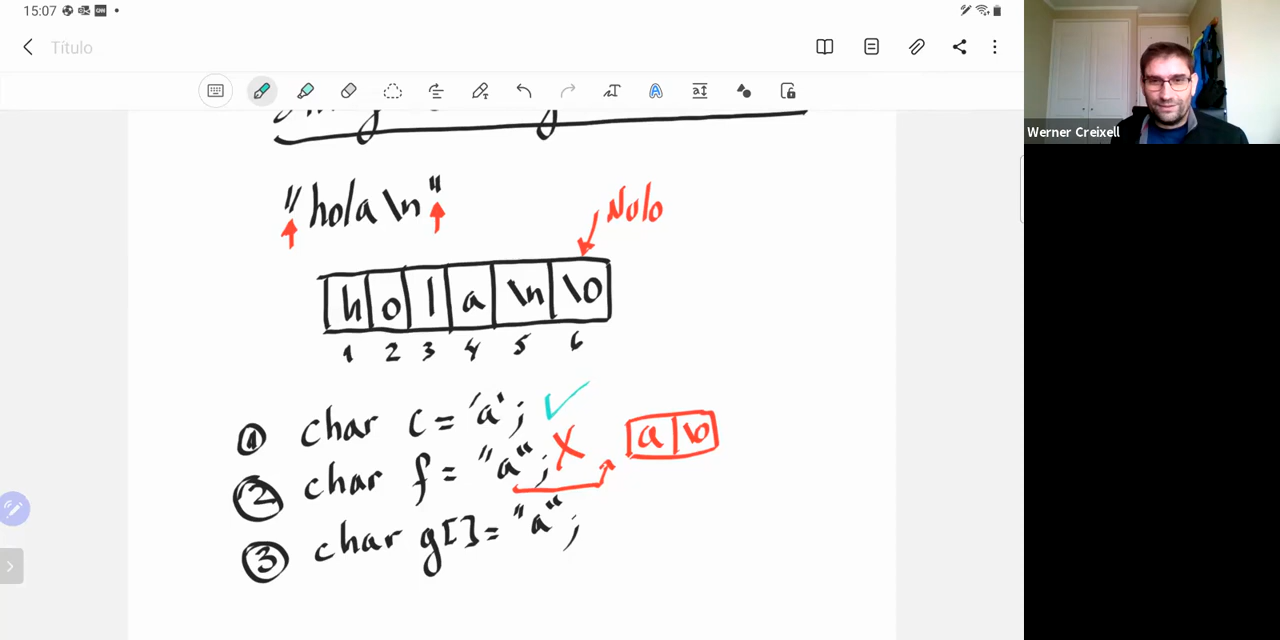 15:07
Título
Werner Creixell
"hola\n"
Nulo
h o l a \n \0
1 2 3 4 5 6
① char c = 'a'; ✓
② char f = "a"; X
a \0
③ char g[] = "a";